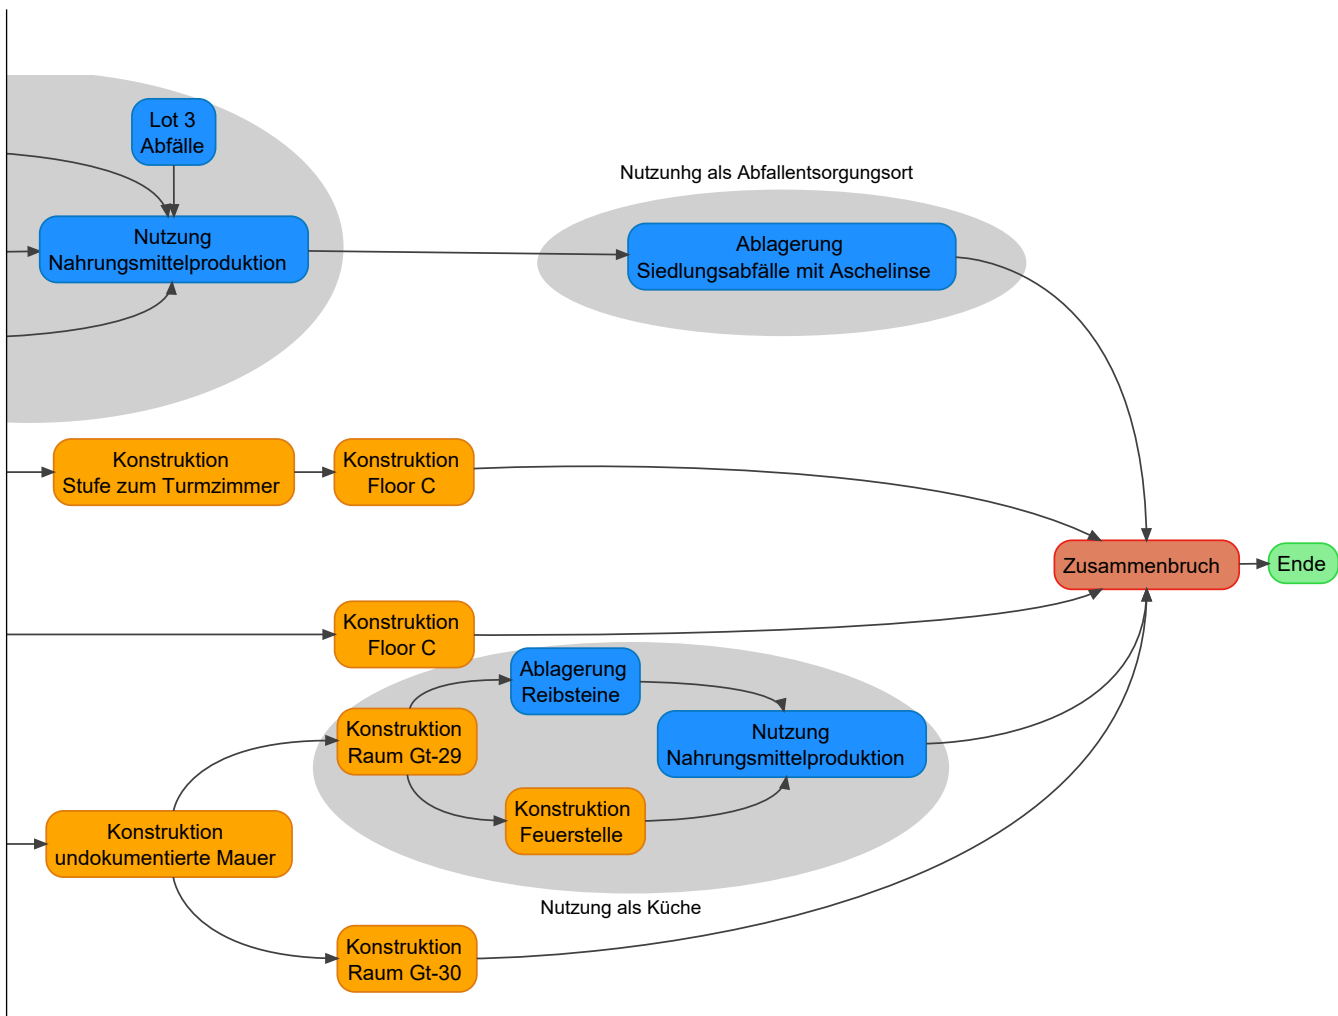 Lot 3
Abfälle
Nutzunhg als Abfallentsorgungsort
Nutzung
Nahrungsmittelproduktion
Ablagerung
Siedlungsabfälle mit Aschelinse
Konstruktion
Stufe zum Turmzimmer
Konstruktion
Floor C
Zusammenbruch
Ende
Konstruktion
Floor C
Ablagerung
Reibsteine
Konstruktion
Raum Gt-29
Nutzung
Nahrungsmittelproduktion
Konstruktion
Feuerstelle
Konstruktion
undokumentierte Mauer
Nutzung als Küche
Konstruktion
Raum Gt-30